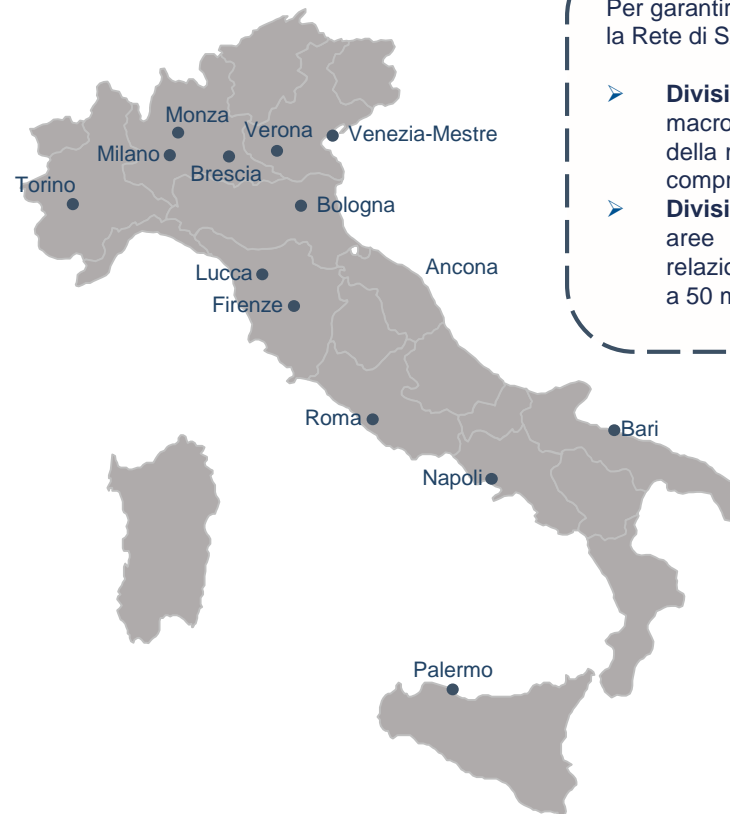 Per garantir
la Rete di S
➢ Divisi
macro
della r
compr
➢ Divisi
aree
relazio
a 50 m
Monza
Verona
Venezia-Mestre
Milano
Brescia
Torino
Bologna
Ancona
Lucca
Firenze
Roma
Bari
Napoli
Palermo